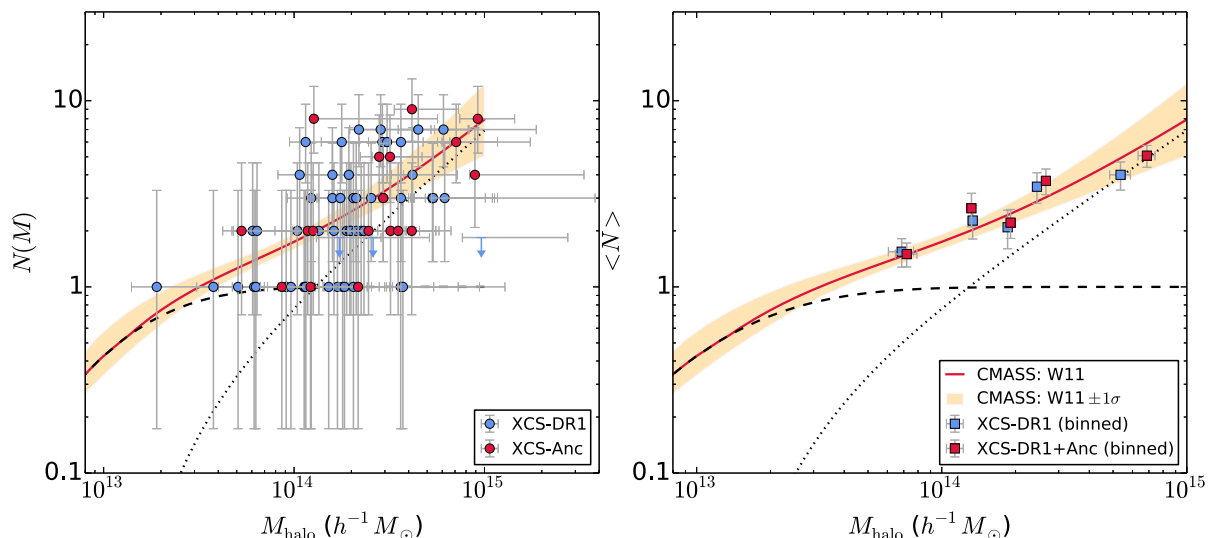 N(M)
10
1
0.1
10^13
10^14
10^15
M_halo (h^−1 M_⊙)
XCS-DR1
XCS-Anc
<N>
10
1
0.1
10^13
10^14
10^15
M_halo (h^−1 M_⊙)
CMASS: W11
CMASS: W11 ±1σ
XCS-DR1 (binned)
XCS-DR1+Anc (binned)